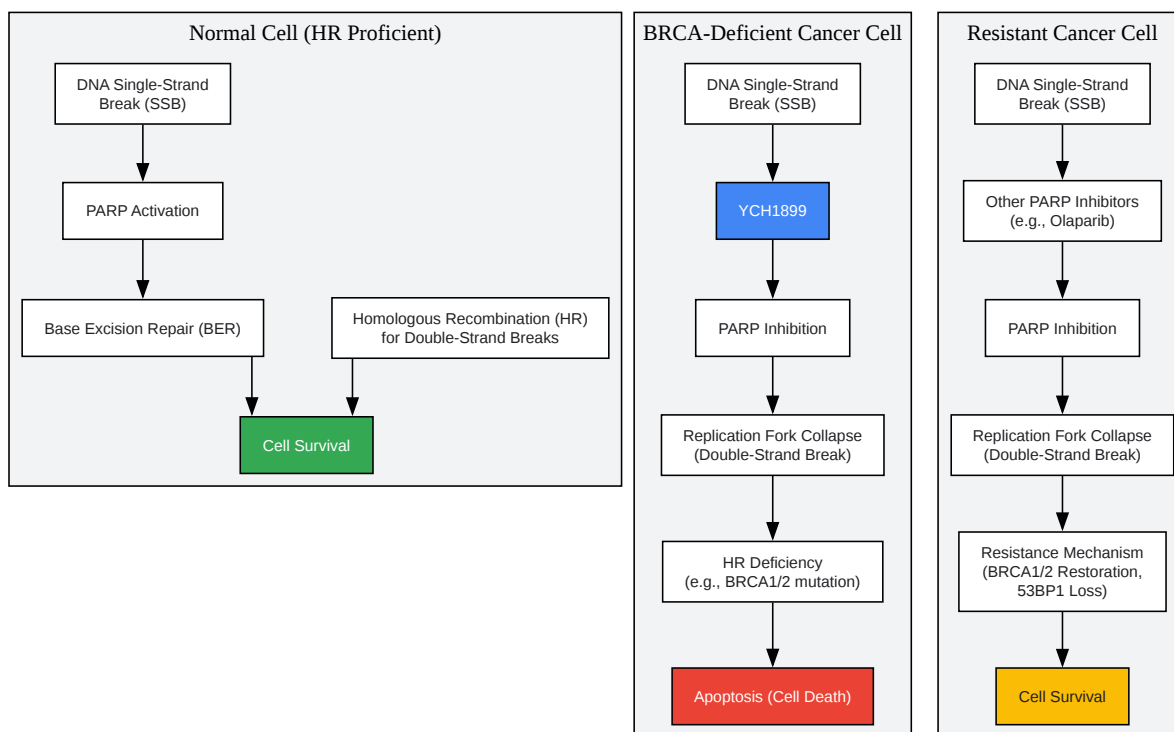 Normal Cell (HR Proficient)
DNA Single-Strand
Break (SSB)
PARP Activation
Base Excision Repair (BER)
Homologous Recombination (HR)
for Double-Strand Breaks
Cell Survival
BRCA-Deficient Cancer Cell
DNA Single-Strand
Break (SSB)
YCH1899
PARP Inhibition
Replication Fork Collapse
(Double-Strand Break)
HR Deficiency
(e.g., BRCA1/2 mutation)
Apoptosis (Cell Death)
Resistant Cancer Cell
DNA Single-Strand
Break (SSB)
Other PARP Inhibitors
(e.g., Olaparib)
PARP Inhibition
Replication Fork Collapse
(Double-Strand Break)
Resistance Mechanism
(BRCA1/2 Restoration,
53BP1 Loss)
Cell Survival